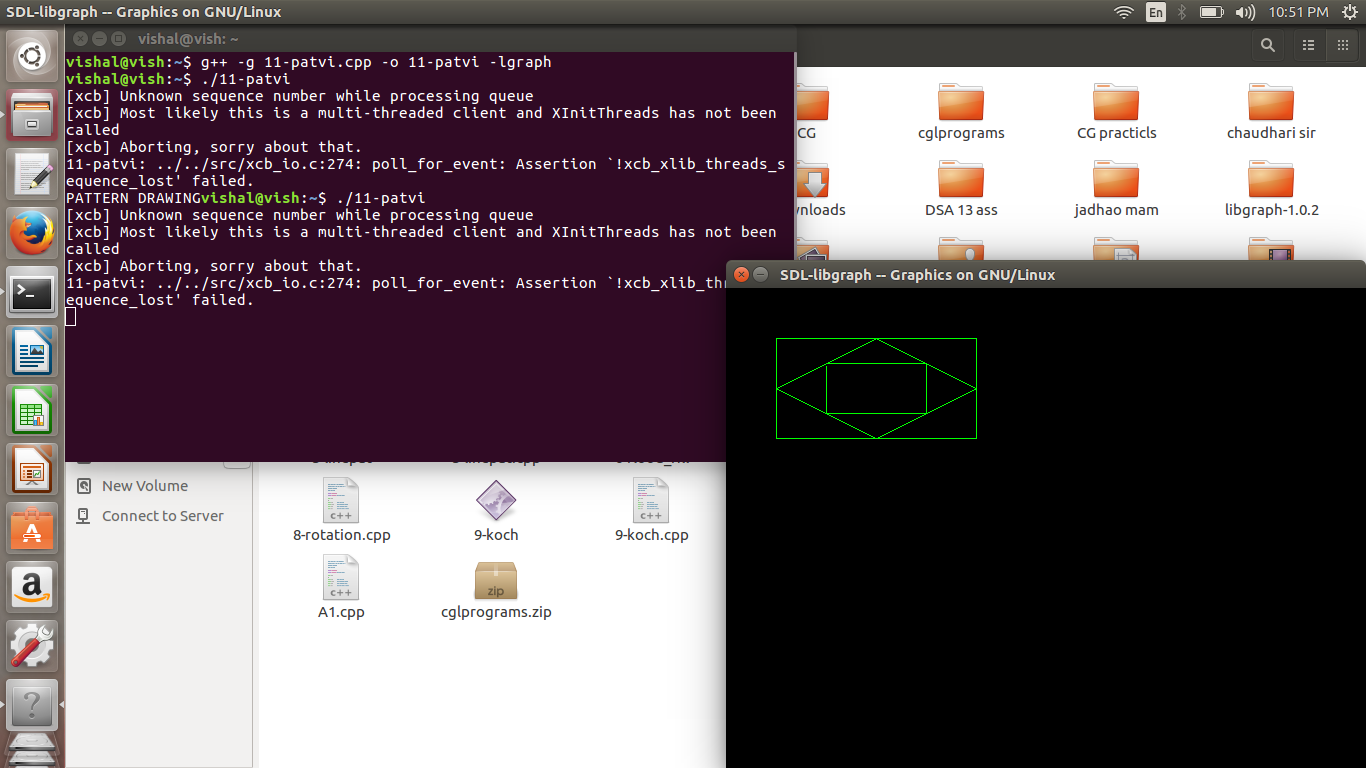 SDL-libgraph -- Graphics on GNU/Linux
En
10:51 PM
vishal@vish: ~
vishal@vish:~$ g++ -g 11-patvi.cpp -o 11-patvi -lgraph
vishal@vish:~$ ./11-patvi
[xcb] Unknown sequence number while processing queue
[xcb] Most likely this is a multi-threaded client and XInitThreads has not been
called
[xcb] Aborting, sorry about that.
11-patvi: ../../src/xcb_io.c:274: poll_for_event: Assertion `!xcb_xlib_threads_s
equence_lost' failed.
PATTERN DRAWINGvishal@vish:~$ ./11-patvi
[xcb] Unknown sequence number while processing queue
[xcb] Most likely this is a multi-threaded client and XInitThreads has not been
called
[xcb] Aborting, sorry about that.
11-patvi: ../../src/xcb_io.c:274: poll_for_event: Assertion `!xcb_xlib_thr
equence_lost' failed.
CG
cglprograms
CG practicls
chaudhari sir
nloads
DSA 13 ass
jadhao mam
libgraph-1.0.2
SDL-libgraph -- Graphics on GNU/Linux
New Volume
Connect to Server
c++
c++
8-rotation.cpp
9-koch
9-koch.cpp
c++
zip
A1.cpp
cglprograms.zip